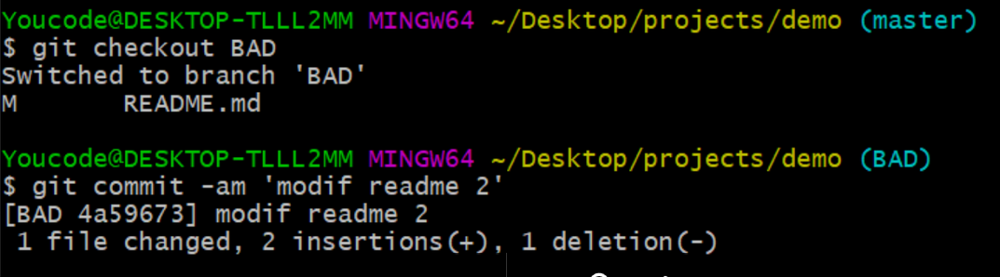 Youcode@DESKTOP-TLLL2MM MINGW64 ~/Desktop/projects/demo (master)
$ git checkout BAD
Switched to branch 'BAD'
M       README.md
Youcode@DESKTOP-TLLL2MM MINGW64 ~/Desktop/projects/demo (BAD)
$ git commit -am 'modif readme 2'
[BAD 4a59673] modif readme 2
 1 file changed, 2 insertions(+), 1 deletion(-)